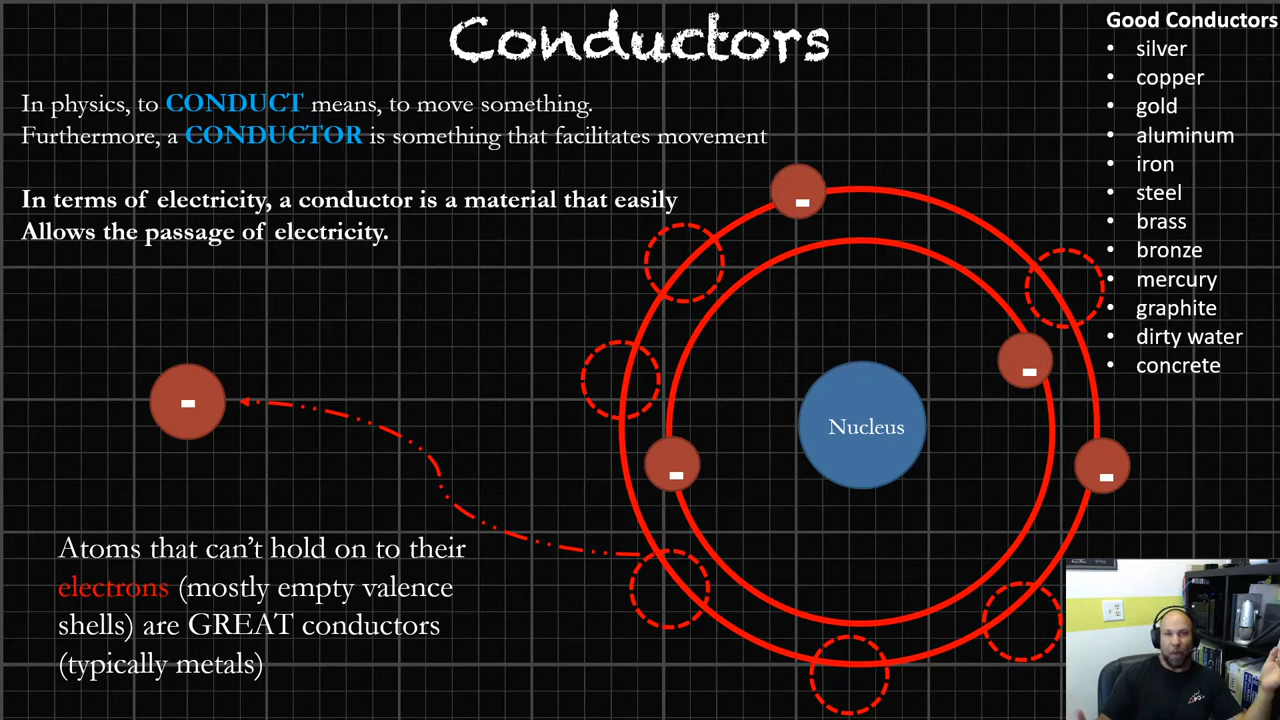 Conductors
In physics, to CONDUCT means, to move something.
Furthermore, a CONDUCTOR is something that facilitates movement
In terms of electricity, a conductor is a material that easily
Allows the passage of electricity.
Good Conductors
• silver
• copper
• gold
• aluminum
• iron
• steel
• brass
• bronze
• mercury
• graphite
• dirty water
• concrete
-
-
-
-
-
Nucleus
Atoms that can’t hold on to their
electrons (mostly empty valence
shells) are GREAT conductors
(typically metals)